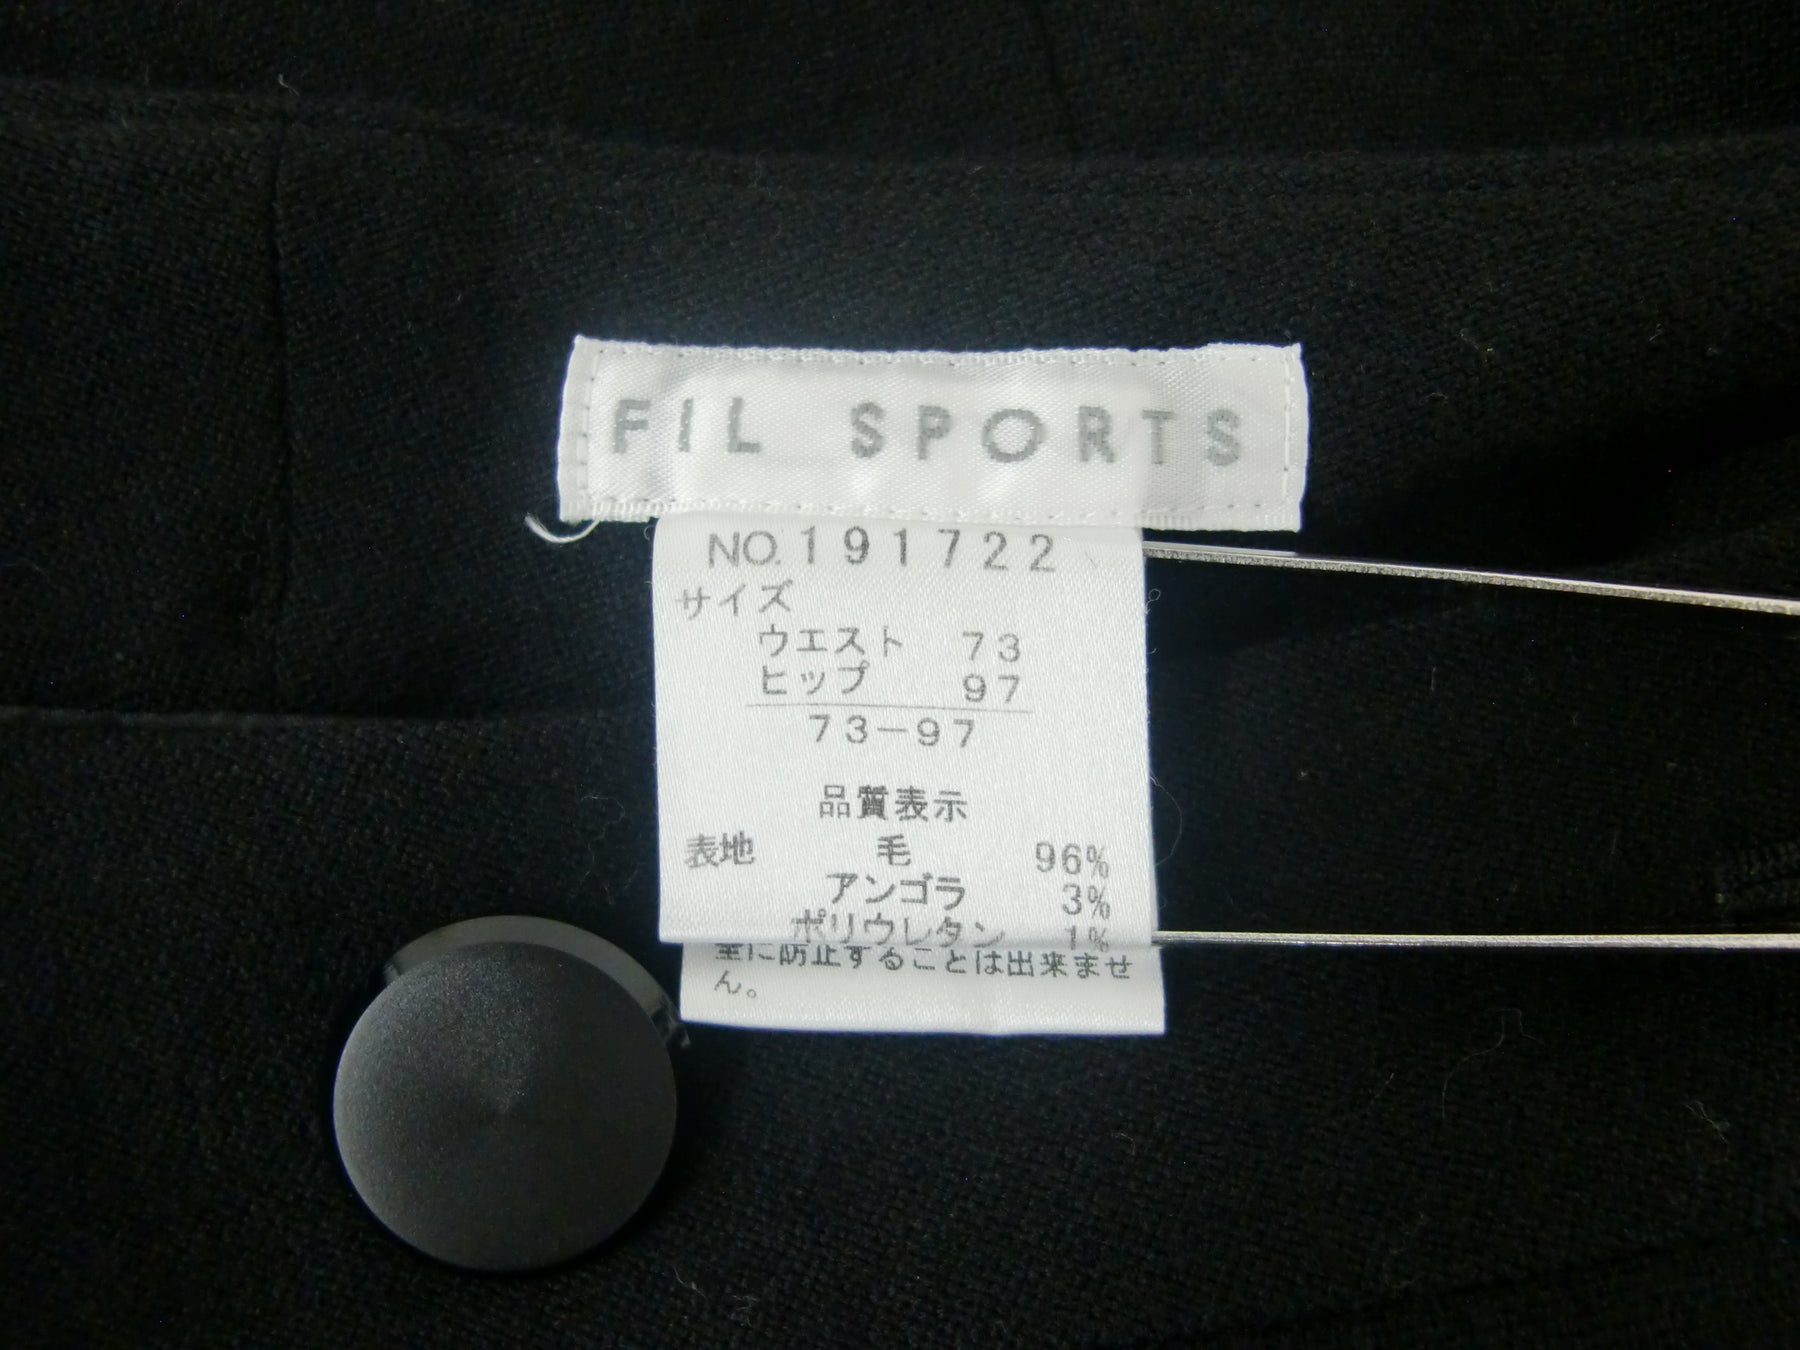 FIL SPORTS
NO.191722
サイズ
ウエスト 73
ヒップ 97
73-97
品質表示
表地 毛 96%
アンゴラ 3%
ポリウレタン 1%
全に防止することは出来ませ
ん。